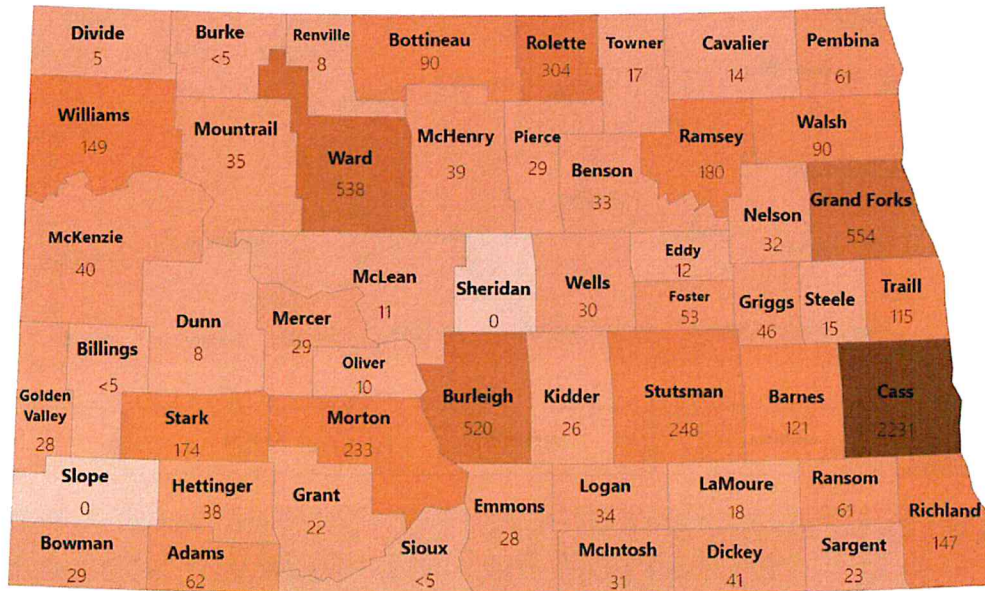 Divide
5
Burke
<5
Renville
8
Bottineau
90
Rolette
304
Towner
17
Cavalier
14
Pembina
61
Williams
149
Mountrail
35
Ward
538
McHenry
39
Pierce
29
Benson
33
Ramsey
180
Walsh
90
McKenzie
40
Nelson
32
Grand Forks
554
McLean
11
Sheridan
0
Wells
30
Eddy
12
Foster
53
Griggs
46
Steele
15
Traill
115
Dunn
8
Mercer
29
Oliver
10
Billings
<5
Golden
Valley
28
Stark
174
Morton
233
Burleigh
520
Kidder
26
Stutsman
248
Barnes
121
Cass
2231
Slope
0
Hettinger
38
Grant
22
Emmons
28
Logan
34
LaMoure
18
Ransom
61
Richland
147
Bowman
29
Adams
62
Sioux
<5
McIntosh
31
Dickey
41
Sargent
23